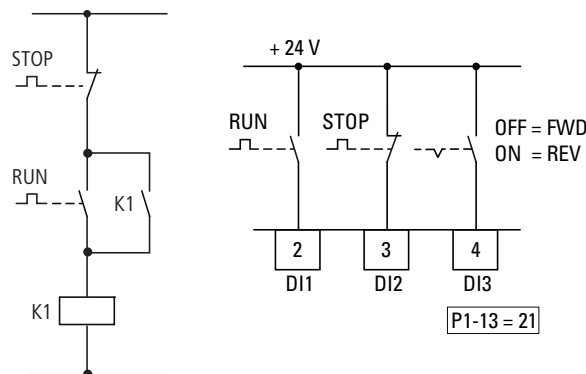 STOP
RUN
K1
K1
+ 24 V
RUN
STOP
OFF = FWD
ON = REV
2
3
4
DI1
DI2
DI3
P1-13 = 21